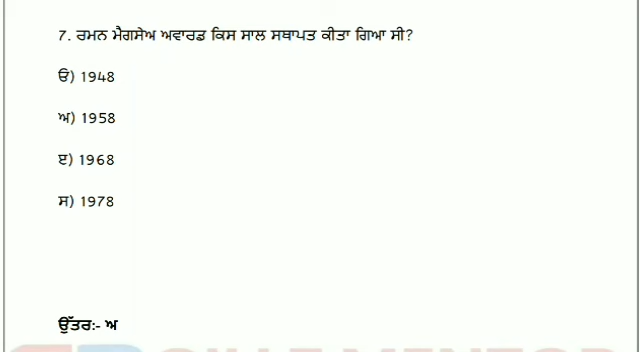 7. ਰਮਨ ਮੈਗਸੇਅ ਅਵਾਰਡ ਕਿਸ ਸਾਲ ਸਥਾਪਤ ਕੀਤਾ ਗਿਆ ਸੀ?
ਓ) 1948
ਅ) 1958
ੲ) 1968
ਸ) 1978
ਉੱਤਰ:- ਅ